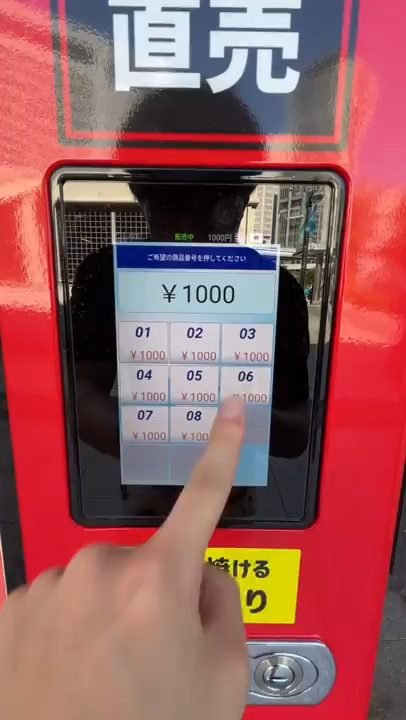 直売
販売中 1000円
ご希望の商品番号を押してください
¥1000
01 02 03
¥1000 ¥1000 ¥1000
04 05 06
¥1000 ¥1000 ¥1000
07 08
¥1000
焼ける
り